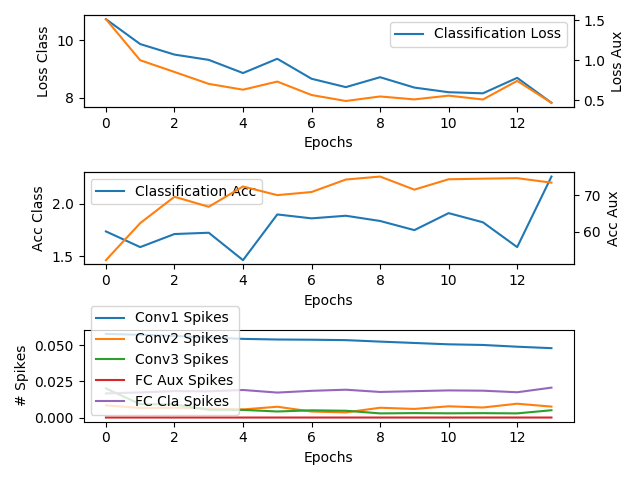 Loss Class
10
8
Classification Loss
1.5
1.0
0.5
Loss Aux
0 2 4 6 8 10 12
Epochs
Acc Class
2.0
1.5
Classification Acc
70
60
Acc Aux
0 2 4 6 8 10 12
Epochs
# Spikes
0.050
0.025
0.000
Conv1 Spikes
Conv2 Spikes
Conv3 Spikes
FC Aux Spikes
FC Cla Spikes
0 2 4 6 8 10 12
Epochs